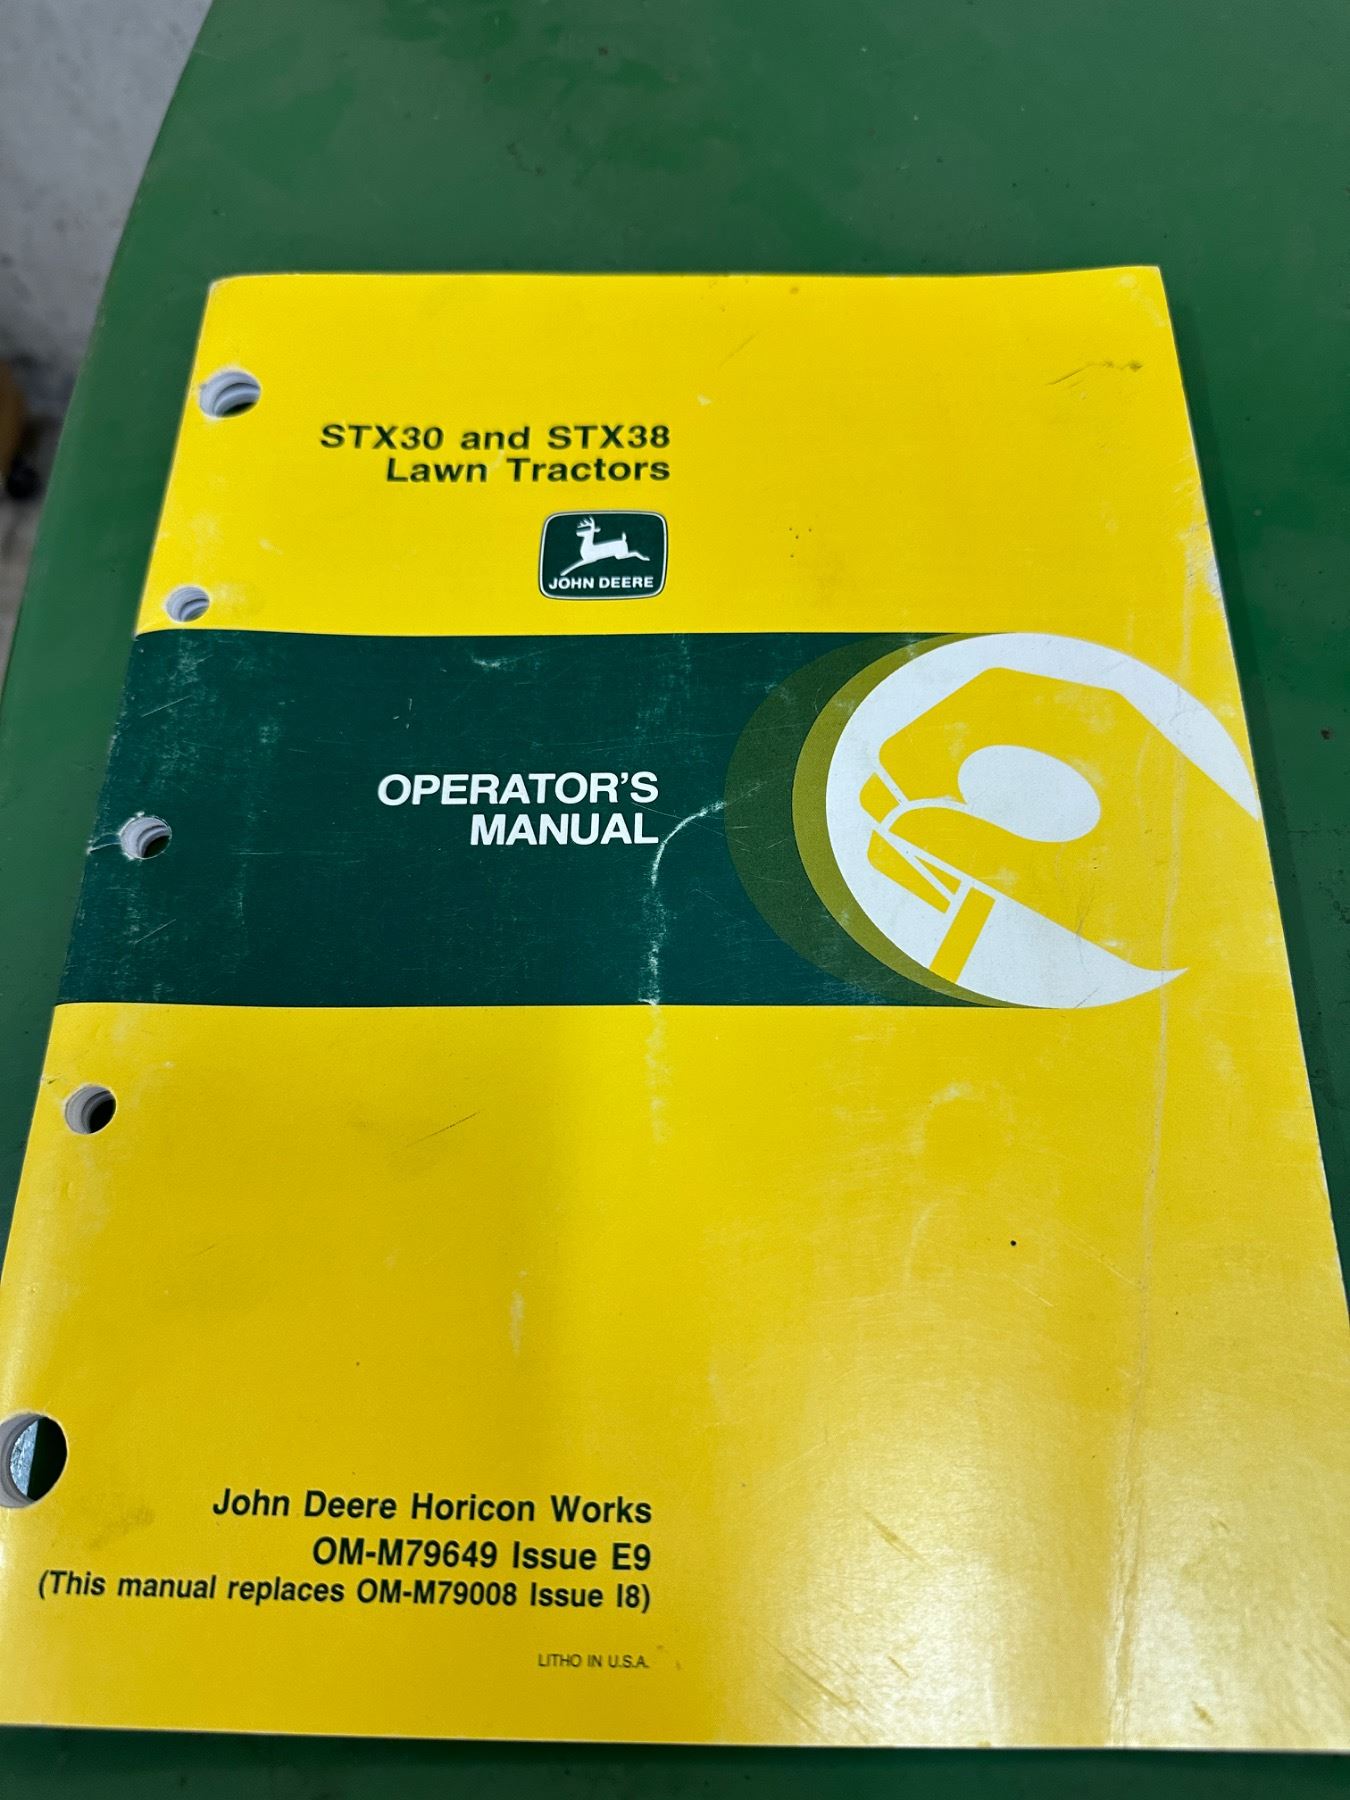 STX30 and STX38
Lawn Tractors
JOHN DEERE
OPERATOR'S
MANUAL
John Deere Horicon Works
OM-M79649 Issue E9
(This manual replaces OM-M79008 Issue I8)
LITHO IN U.S.A.